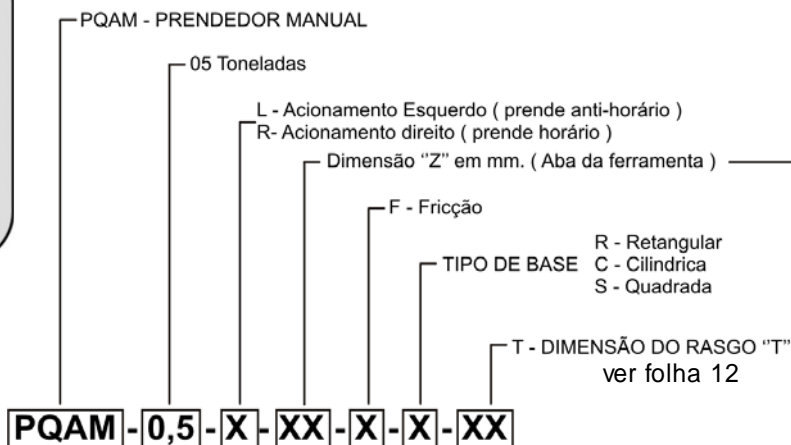 PQAM - PRENDEDOR MANUAL
05 Toneladas
L - Acionamento Esquerdo ( prende anti-horário )
R- Acionamento direito ( prende horário )
Dimensão ‘‘Z’’ em mm. ( Aba da ferramenta )
F - Fricção
TIPO DE BASE
R - Retangular
C - Cilindrica
S - Quadrada
T - DIMENSÃO DO RASGO ‘‘T’’
ver folha 12
PQAM - 0,5 - X - XX - X - X - XX